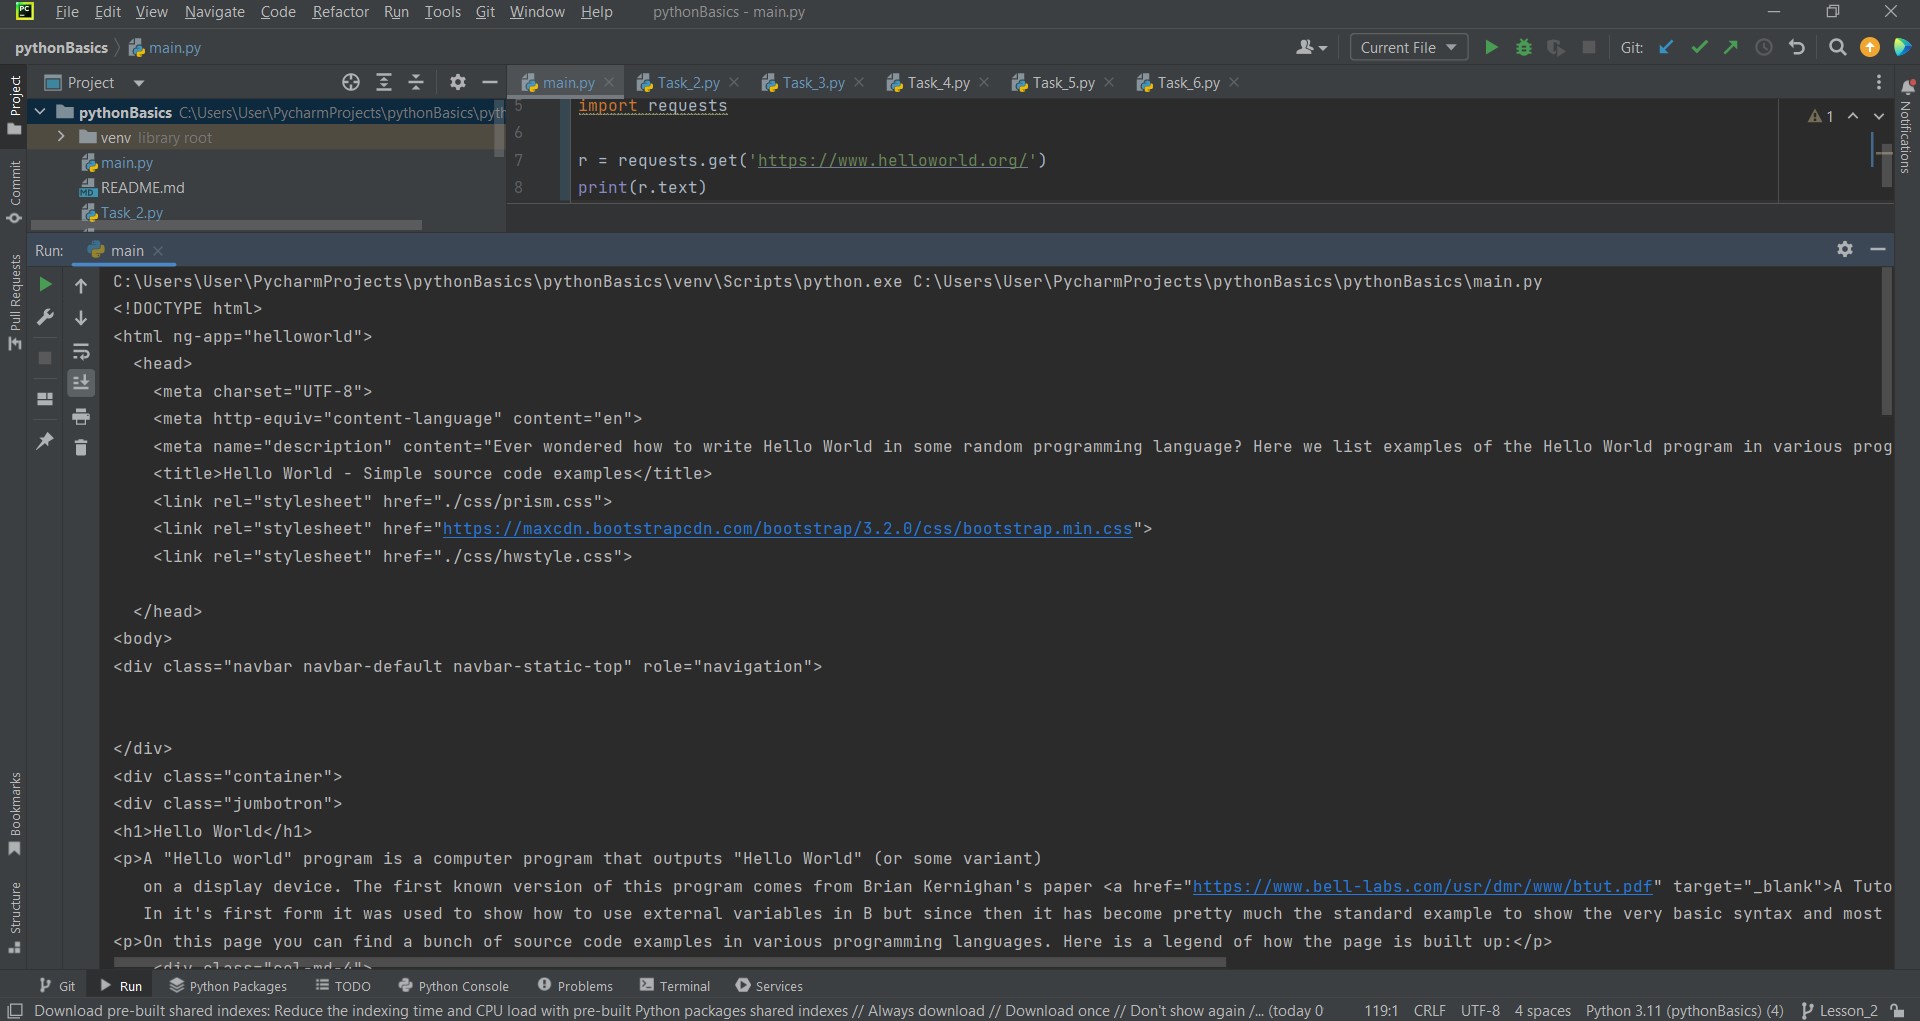 File Edit View Navigate Code Refactor Run Tools Git Window Help pythonBasics - main.py
pythonBasics main.py Current File Git:
Project main.py Task_2.py Task_3.py Task_4.py Task_5.py Task_6.py
pythonBasics C:\Users\User\PycharmProjects\pythonBasics\pyth
venv library root
main.py
README.md
Task_2.py
5 import requests
6
7 r = requests.get('https://www.helloworld.org/')
8 print(r.text)
1
Project
Commit
Pull Requests
Bookmarks
Structure
Notifications
Run: main
C:\Users\User\PycharmProjects\pythonBasics\pythonBasics\venv\Scripts\python.exe C:\Users\User\PycharmProjects\pythonBasics\pythonBasics\main.py
<!DOCTYPE html>
<html ng-app="helloworld">
<head>
<meta charset="UTF-8">
<meta http-equiv="content-language" content="en">
<meta name="description" content="Ever wondered how to write Hello World in some random programming language? Here we list examples of the Hello World program in various prog
<title>Hello World - Simple source code examples</title>
<link rel="stylesheet" href="./css/prism.css">
<link rel="stylesheet" href="https://maxcdn.bootstrapcdn.com/bootstrap/3.2.0/css/bootstrap.min.css">
<link rel="stylesheet" href="./css/hwstyle.css">
</head>
<body>
<div class="navbar navbar-default navbar-static-top" role="navigation">
</div>
<div class="container">
<div class="jumbotron">
<h1>Hello World</h1>
<p>A "Hello world" program is a computer program that outputs "Hello World" (or some variant)
on a display device. The first known version of this program comes from Brian Kernighan's paper <a href="https://www.bell-labs.com/usr/dmr/www/btut.pdf" target="_blank">A Tuto
In it's first form it was used to show how to use external variables in B but since then it has become pretty much the standard example to show the very basic syntax and most
<p>On this page you can find a bunch of source code examples in various programming languages. Here is a legend of how the page is built up:</p>
<div class="col-md-4">
Git Run Python Packages TODO Python Console Problems Terminal Services
Download pre-built shared indexes: Reduce the indexing time and CPU load with pre-built Python packages shared indexes // Always download // Download once // Don't show again /... (today 0 119:1 CRLF UTF-8 4 spaces Python 3.11 (pythonBasics) (4) Lesson_2